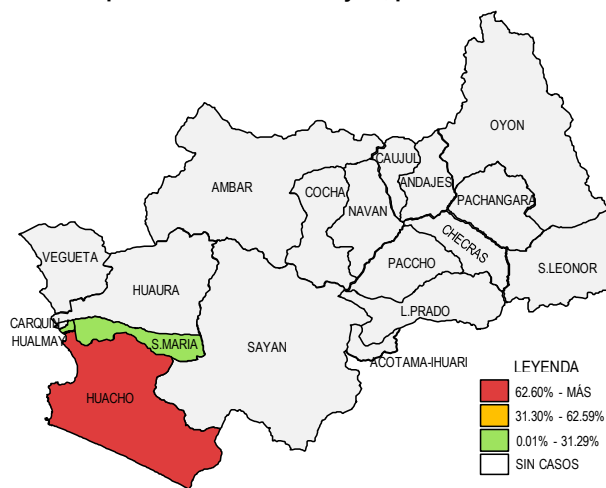 OYON
CAUJUL
AMBAR
COCHA
ANDAJES
NAVAN
PACHANGARA
CHECRAS
VEGUETA
PACCHO
S.LEONOR
HUAURA
L.PRADO
CARQUIN
HUALMAY
S.MARIA
SAYAN
ACOTAMA-IHUARI
HUACHO
LEYENDA
62.60% - MÁS
31.30% - 62.59%
0.01% - 31.29%
SIN CASOS